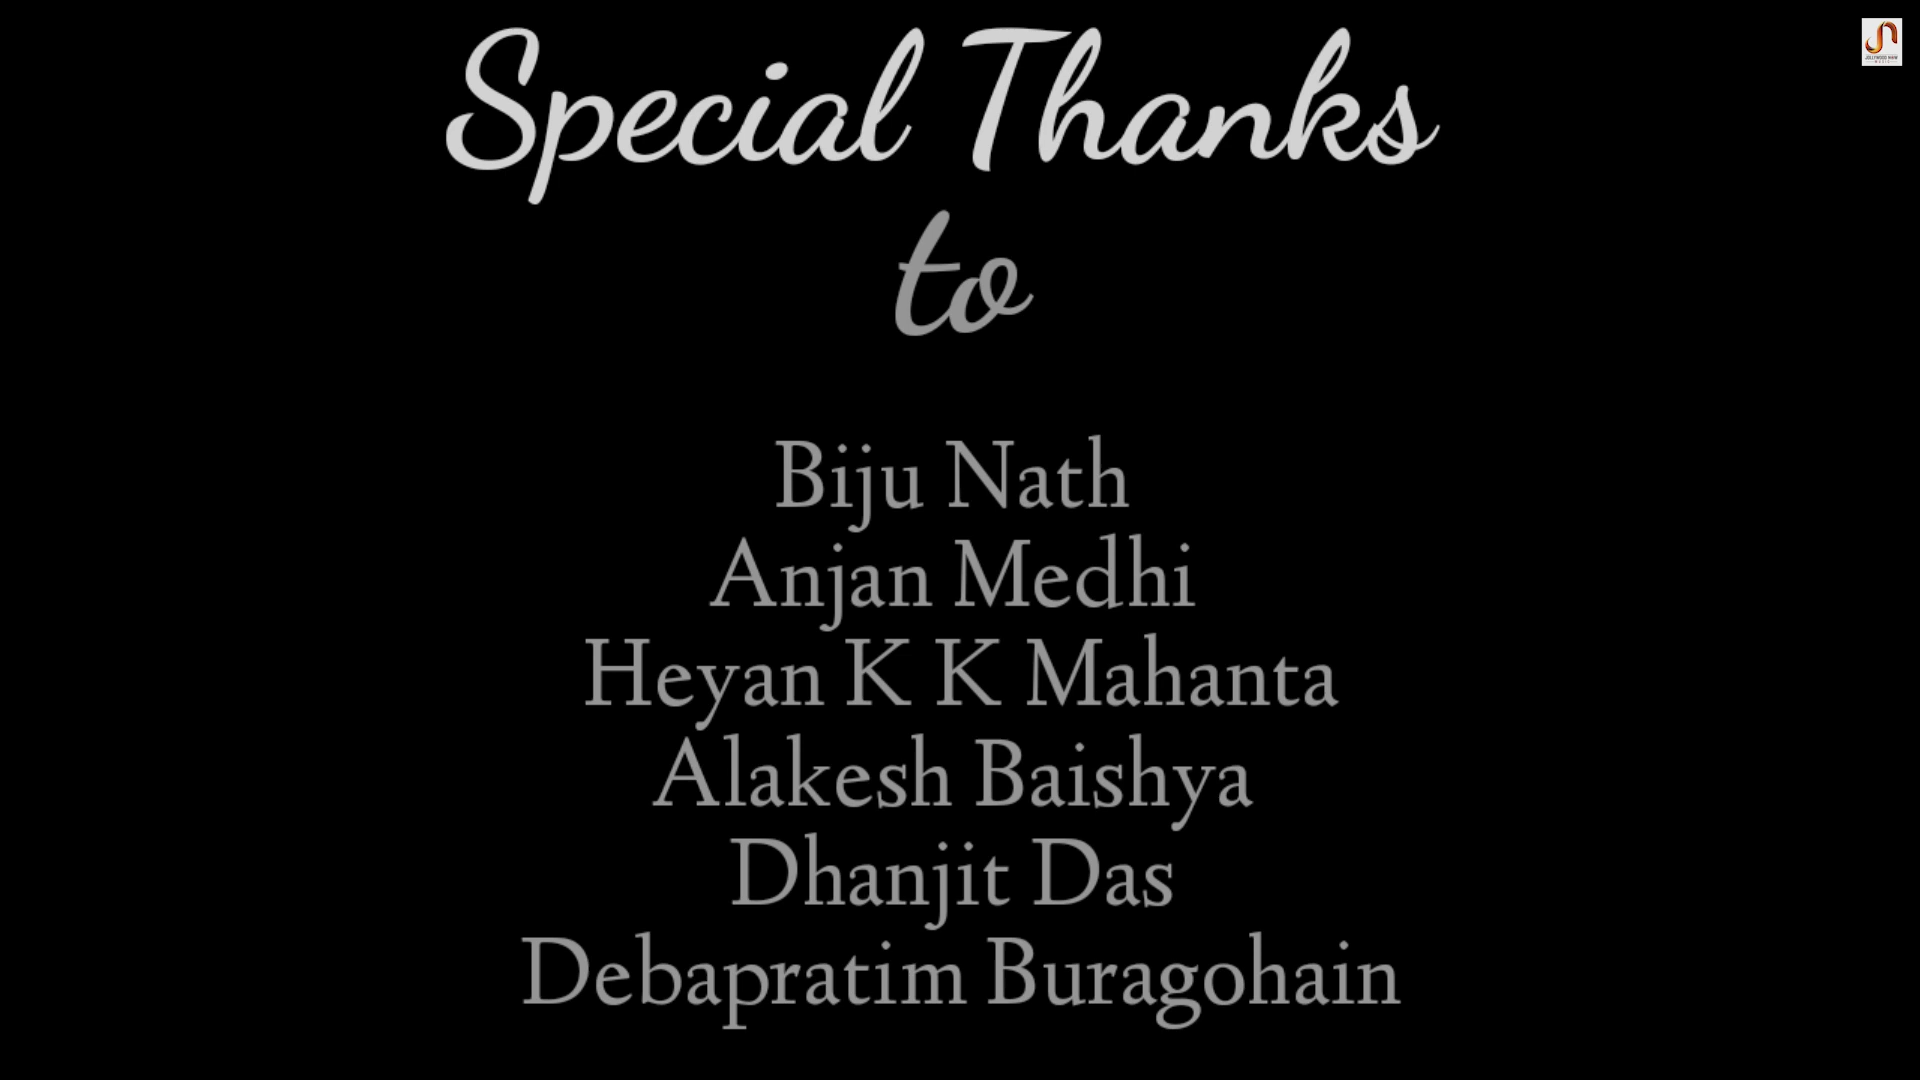 Special Thanks
to
Biju Nath
Anjan Medhi
Heyan K K Mahanta
Alakesh Baishya
Dhanjit Das
Debapratim Buragohain